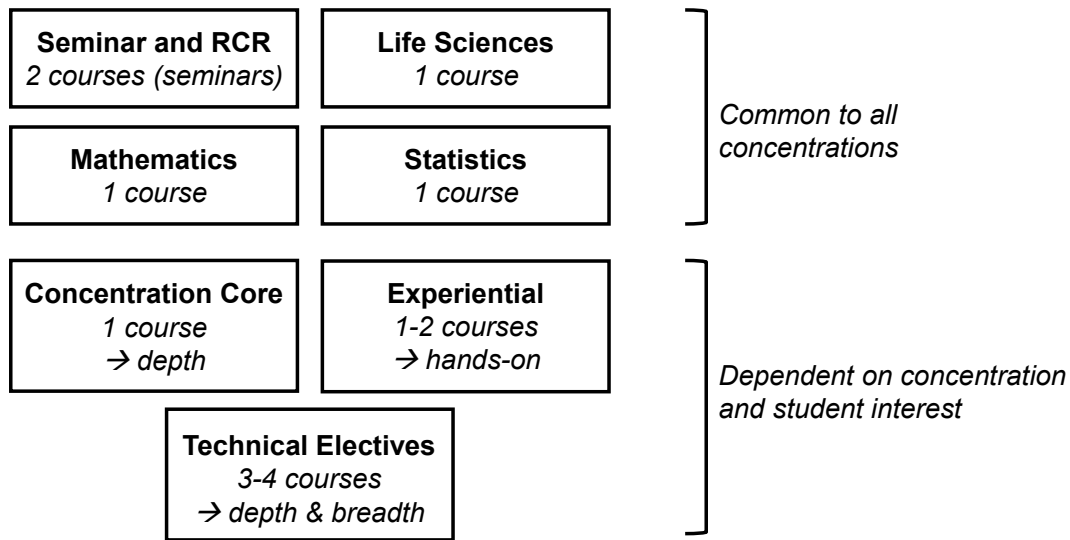 Seminar and RCR
2 courses (seminars)
Life Sciences
1 course
Mathematics
1 course
Statistics
1 course
Common to all
concentrations
Concentration Core
1 course
→ depth
Experiential
1-2 courses
→ hands-on
Technical Electives
3-4 courses
→ depth & breadth
Dependent on concentration
and student interest